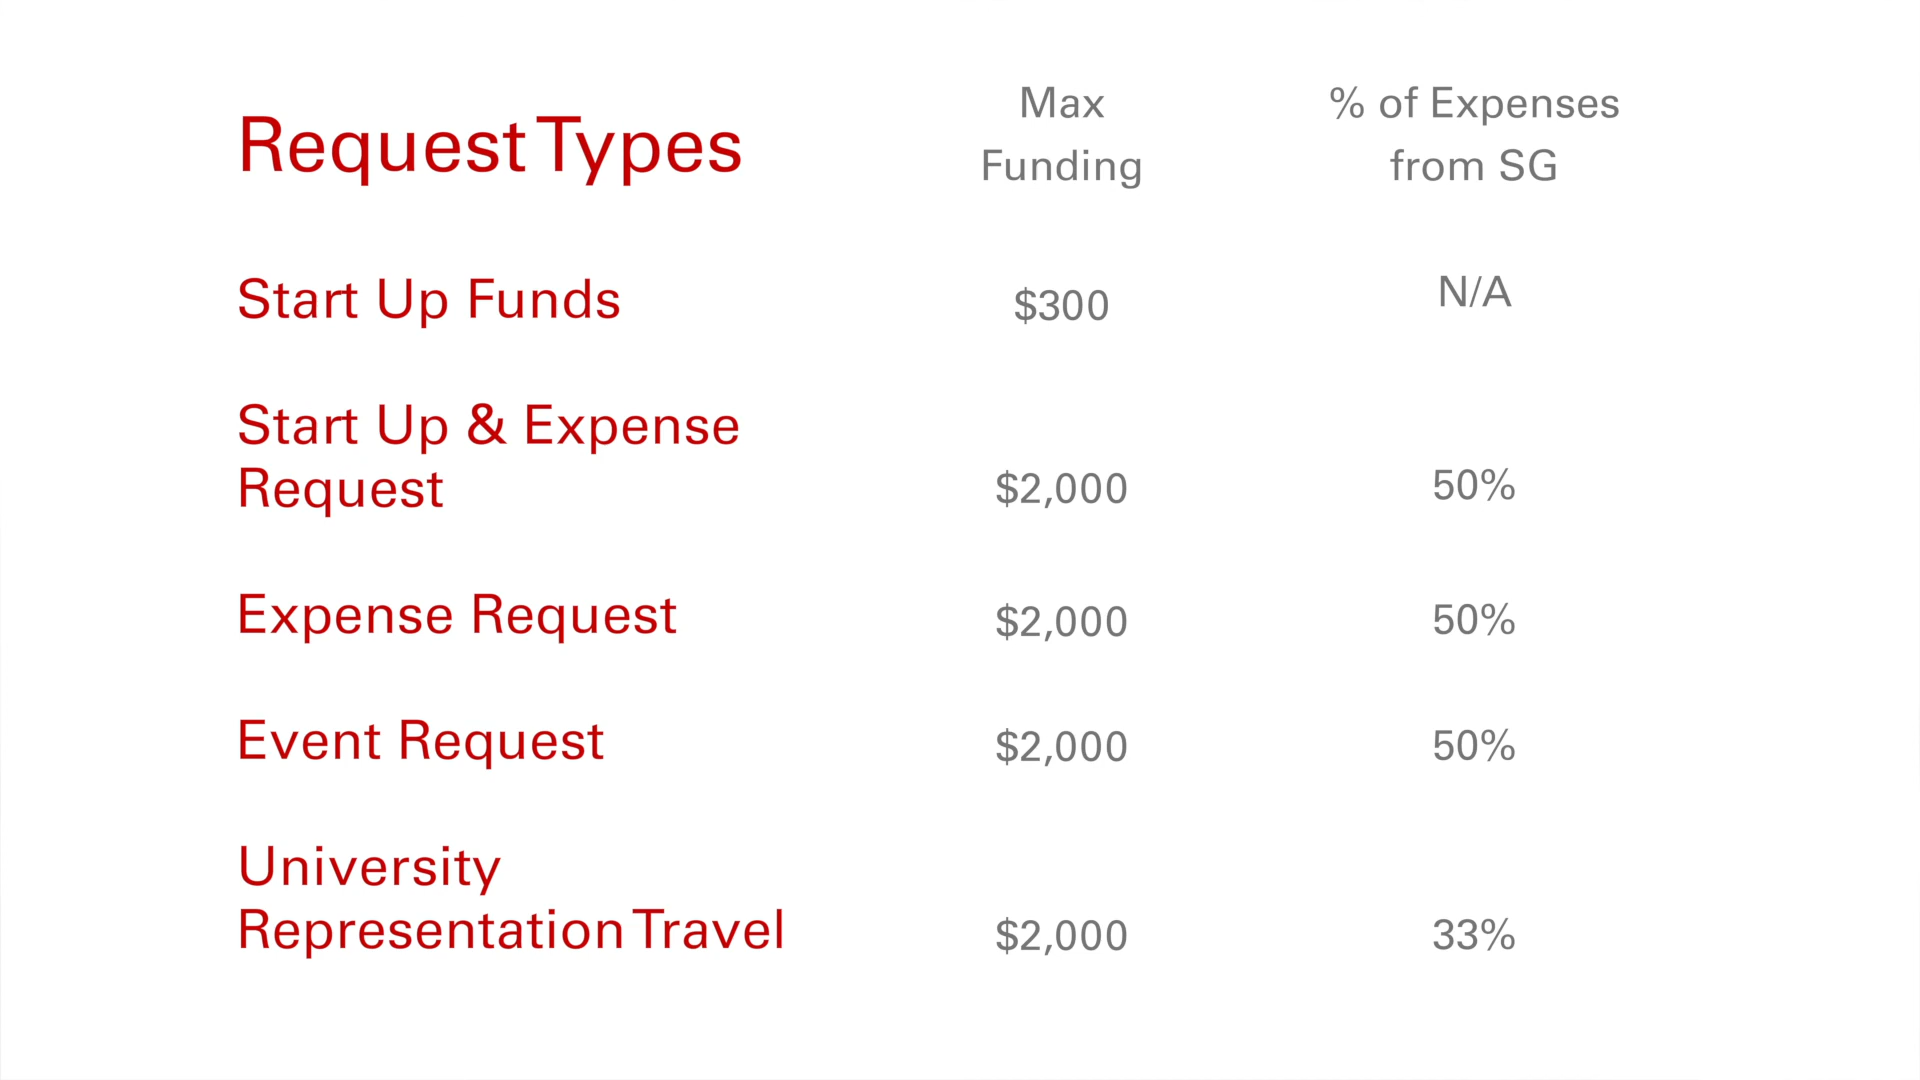 Request Types
Max
Funding
% of Expenses
from SG
Start Up Funds
$300
N/A
Start Up & Expense
Request
$2,000
50%
Expense Request
$2,000
50%
Event Request
$2,000
50%
University
Representation Travel
$2,000
33%